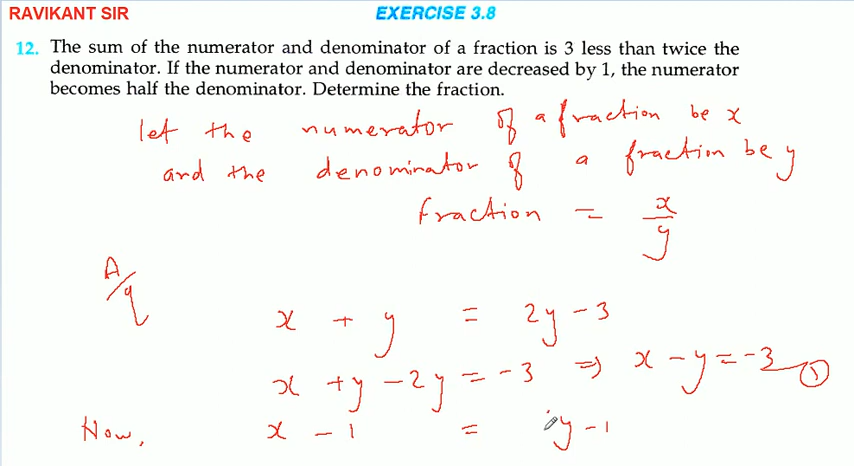 RAVIKANT SIR EXERCISE 3.8
12. The sum of the numerator and denominator of a fraction is 3 less than twice the
denominator. If the numerator and denominator are decreased by 1, the numerator
becomes half the denominator. Determine the fraction.
let the numerator of a fraction be x
and the denominator of a fraction be y
fraction = x/y
A/q
x + y = 2y - 3
x + y - 2y = -3 ⇒ x - y = -3 ①
Now, x - 1 = y - 1